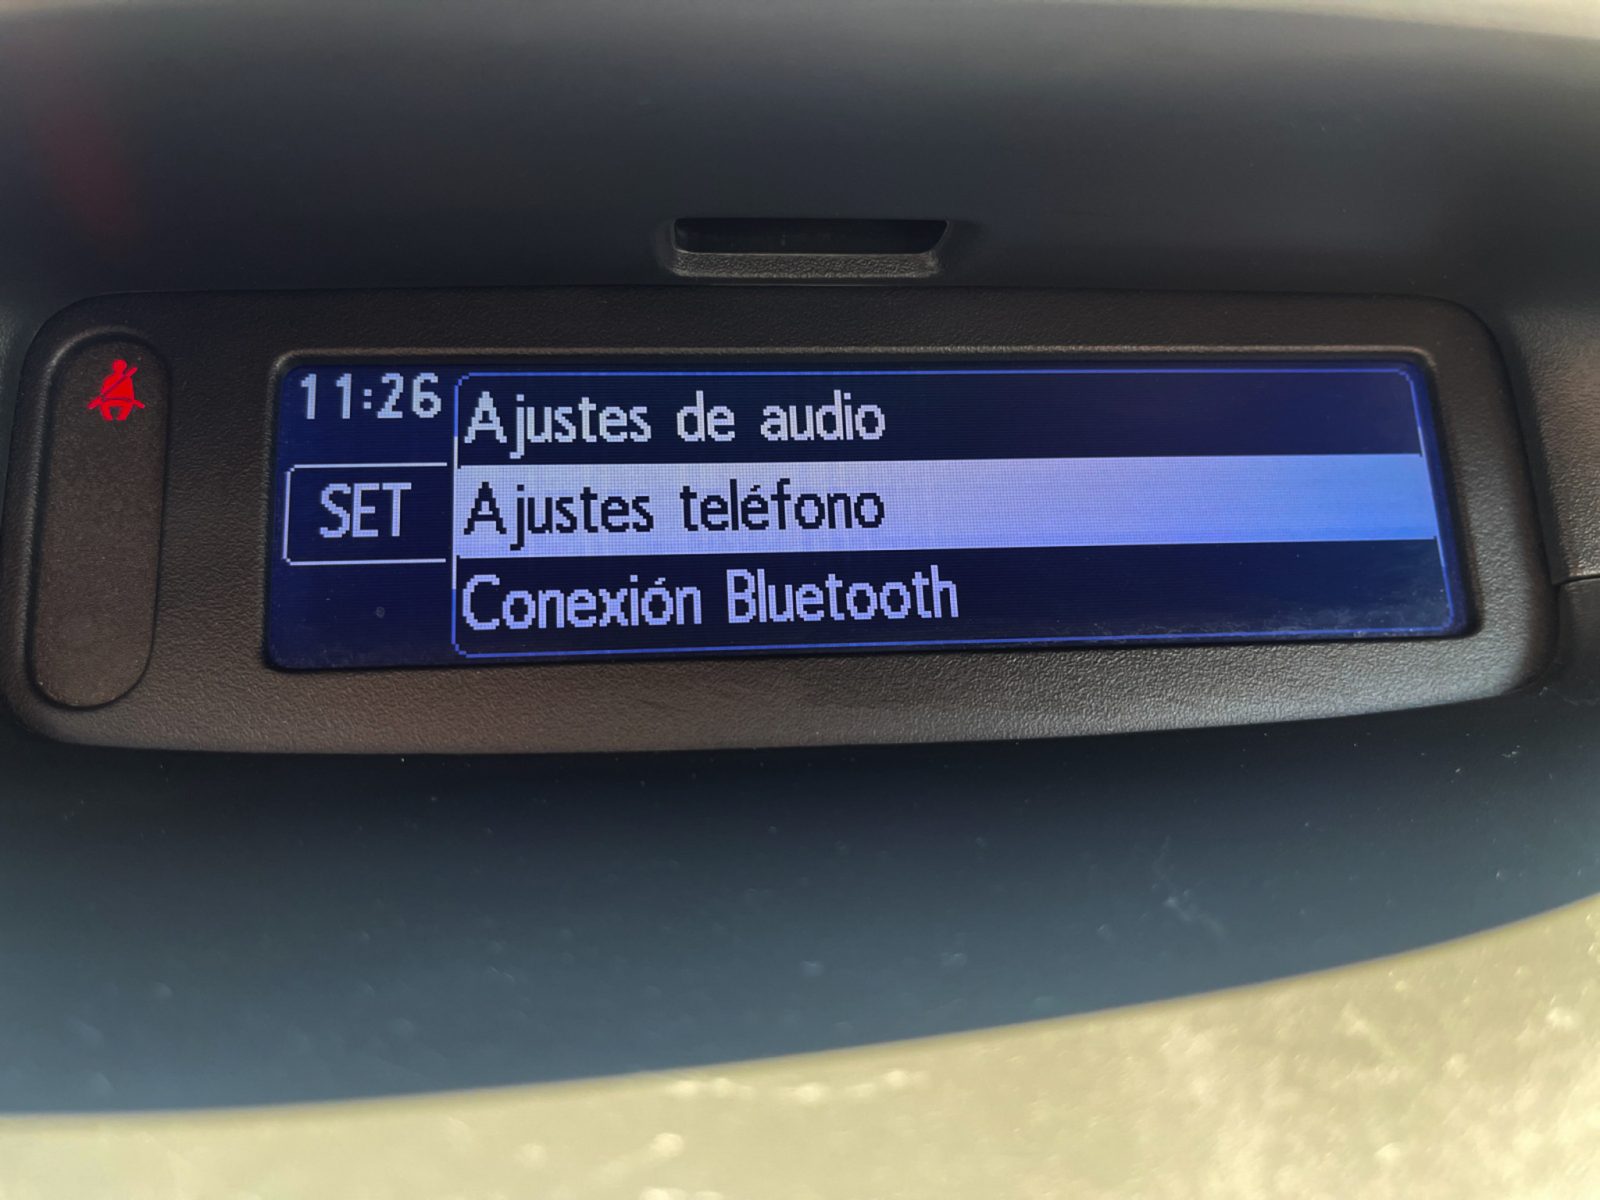 11:26
SET
Ajustes de audio
Ajustes teléfono
Conexión Bluetooth